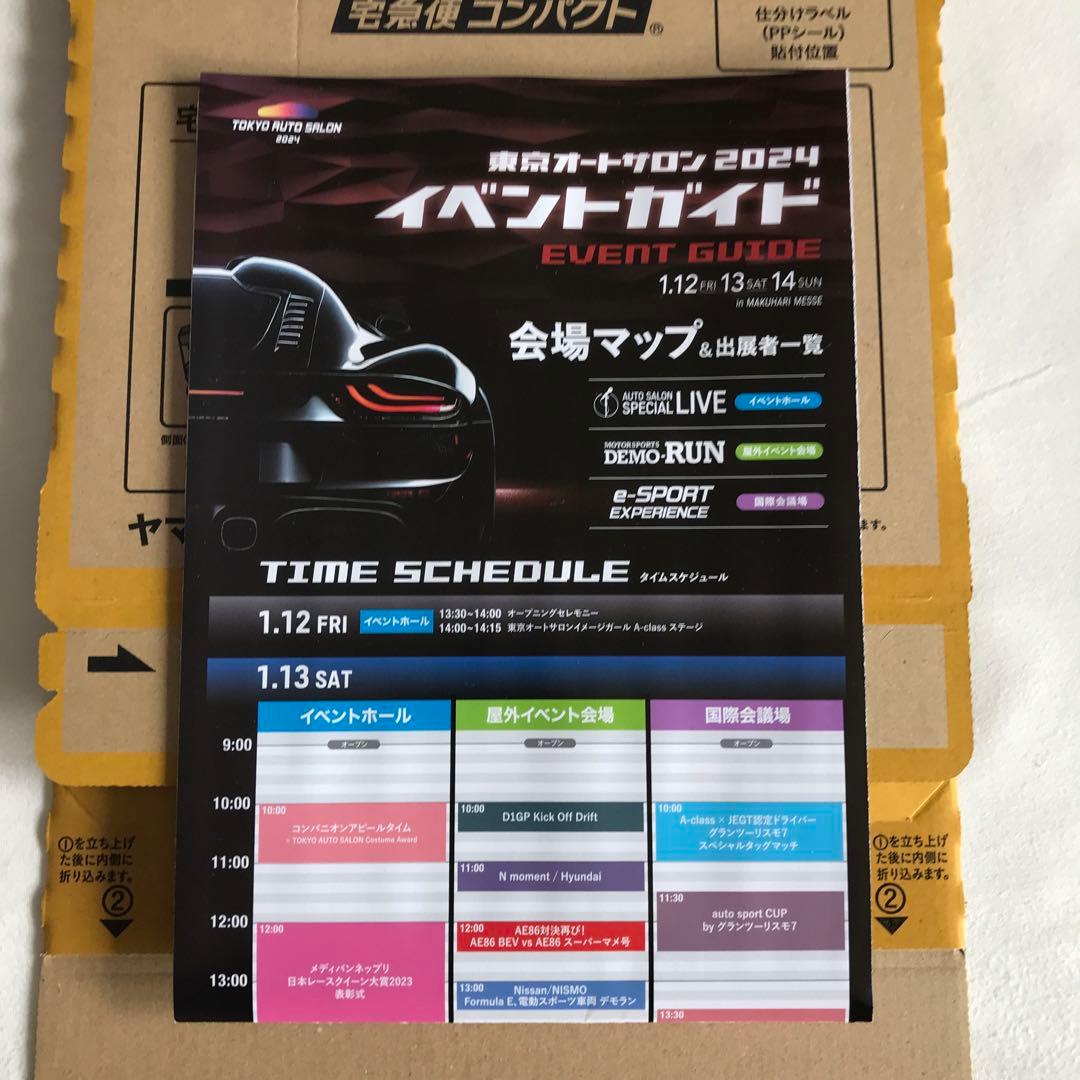 宅急便コンパクト®
仕分けラベル
(PPシール)
貼付位置
宅
TOKYO AUTO SALON
2024
東京オートサロン 2024
イベントガイド
EVENT GUIDE
1.12 FRI 13 SAT 14 SUN
in MAKUHARI MESSE
会場マップ&出展者一覧
AUTO SALON
SPECIAL LIVE イベントホール
MOTORSPORTS
DEMO-RUN 屋外イベント会場
e-SPORT
EXPERIENCE 国際会議場
側面
ヤマ
ます。
TIME SCHEDULE タイムスケジュール
1.12 FRI イベントホール
13:30~14:00 オープニングセレモニー
14:00~14:15 東京オートサロンイメージガール A-class ステージ
1.13 SAT
イベントホール 屋外イベント会場 国際会議場
9:00 オープン オープン オープン
10:00
10:00
コンパニオンアピールタイム
× TOKYO AUTO SALON Costume Award
10:00
D1GP Kick Off Drift
10:00
A-class × JEGT認定ドライバー
グランツーリスモ7
スペシャルタッグマッチ
11:00
11:00
N moment / Hyundai
11:30
auto sport CUP
by グランツーリスモ7
12:00
12:00
メディバンネップリ
日本レースクイーン大賞2023
表彰式
12:00
AE86対決再び!
AE86 BEV vs AE86 スーパーマメ号
13:00
13:00
Nissan/NISMO
Formula E、電動スポーツ車両 デモラン
13:30
①を立ち上げ
た後に内側に
折り込みます。
②
①を立ち上げ
た後に内側に
折り込みます。
②